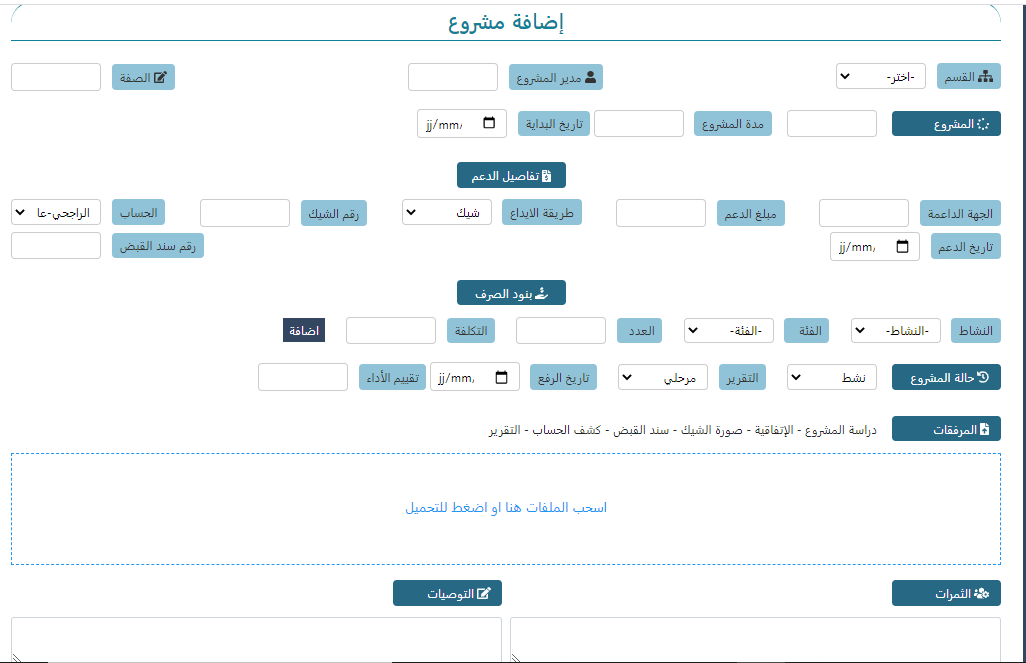 إضافة مشروع
القسم -اختر- مدير المشروع الصفة
المشروع مدة المشروع تاريخ البداية jj/mm/
تفاصيل الدعم
الجهة الداعمة مبلغ الدعم طريقة الايداع شيك رقم الشيك الحساب الراجحي-عا
تاريخ الدعم jj/mm/ رقم سند القبض
بنود الصرف
النشاط -النشاط- الفئة -الفئة- العدد التكلفة اضافة
حالة المشروع نشط التقرير مرحلي تاريخ الرفع jj/mm/ تقييم الأداء
المرفقات دراسة المشروع - الإتفاقية - صورة الشيك - سند القبض - كشف الحساب - التقرير
اسحب الملفات هنا او اضغط للتحميل
الثمرات التوصيات